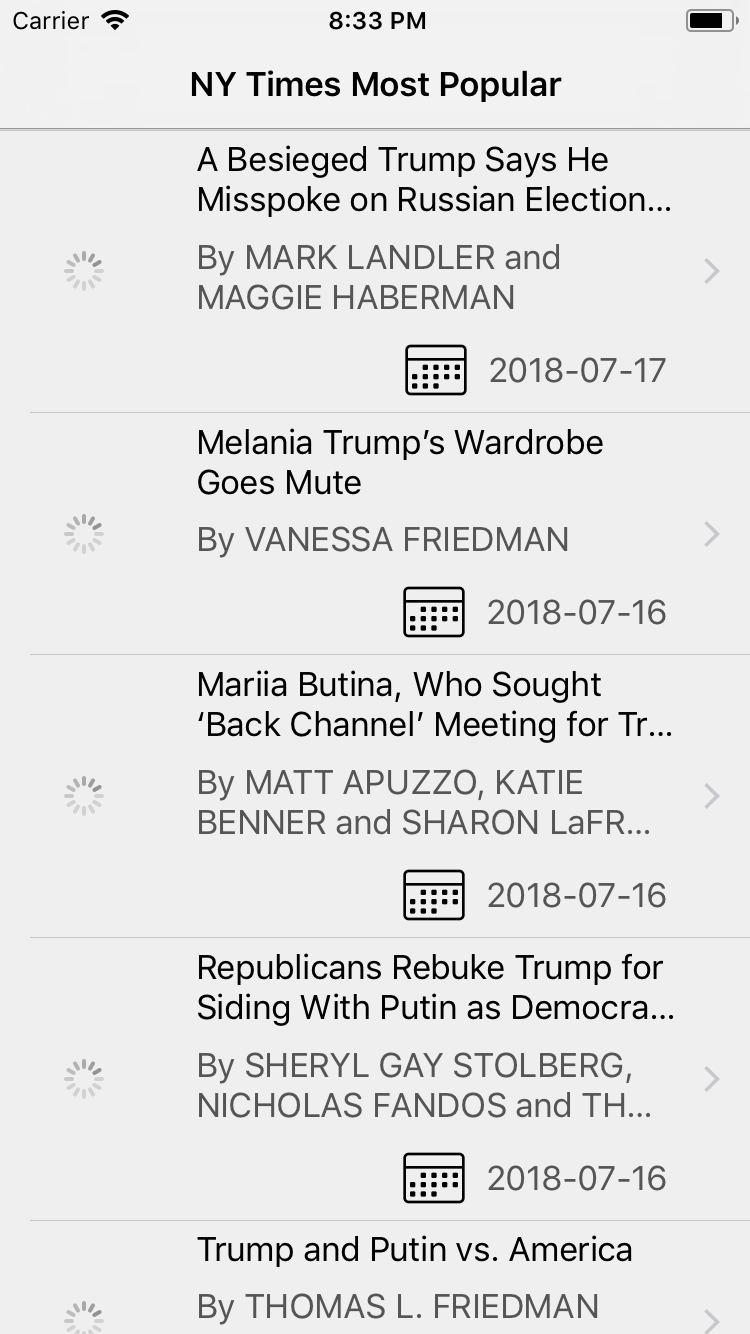 Carrier 8:33 PM
NY Times Most Popular
A Besieged Trump Says He
Misspoke on Russian Election...
By MARK LANDLER and
MAGGIE HABERMAN
2018-07-17
Melania Trump’s Wardrobe
Goes Mute
By VANESSA FRIEDMAN
2018-07-16
Mariia Butina, Who Sought
‘Back Channel’ Meeting for Tr...
By MATT APUZZO, KATIE
BENNER and SHARON LaFR...
2018-07-16
Republicans Rebuke Trump for
Siding With Putin as Democra...
By SHERYL GAY STOLBERG,
NICHOLAS FANDOS and TH...
2018-07-16
Trump and Putin vs. America
By THOMAS L. FRIEDMAN